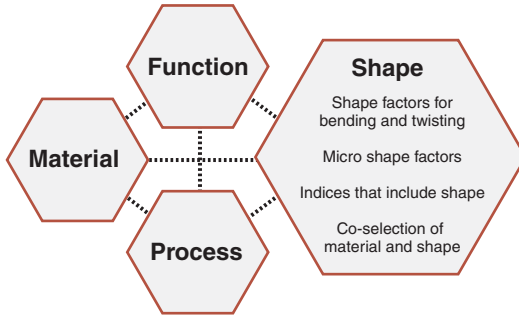 Function
Material
Process
Shape
Shape factors for
bending and twisting
Micro shape factors
Indices that include shape
Co-selection of
material and shape